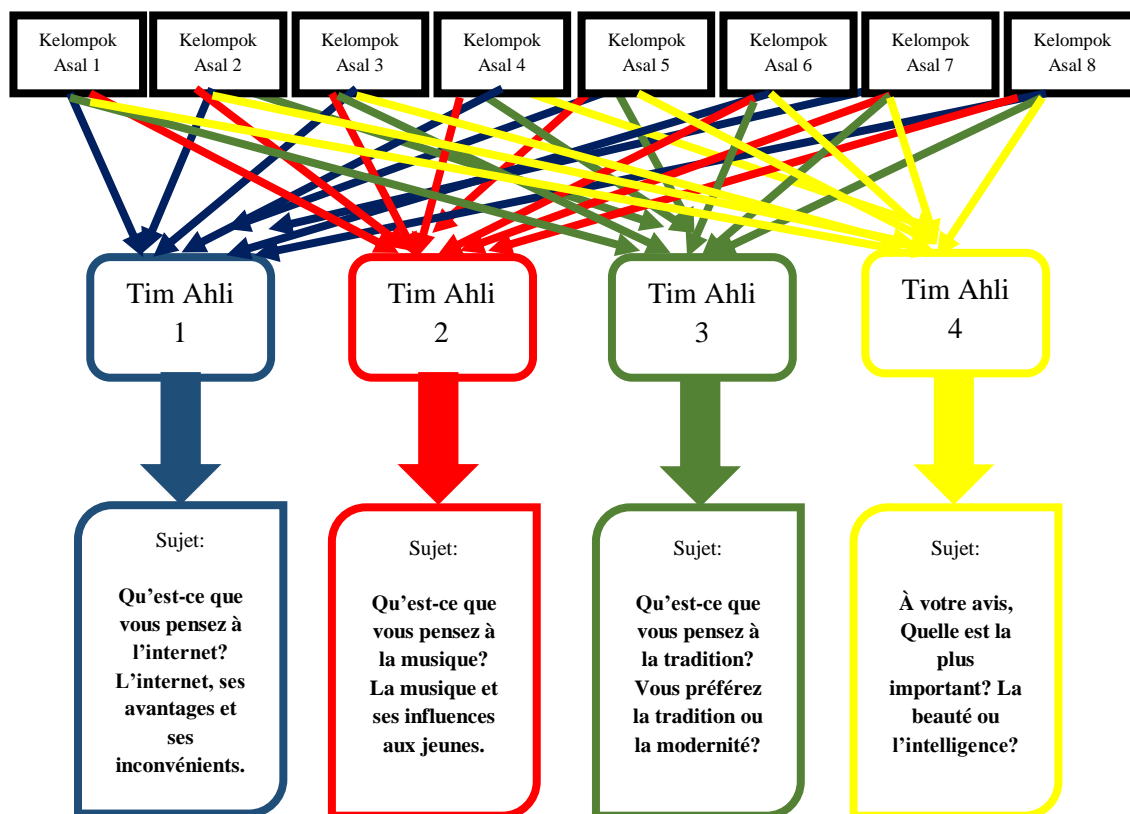 Kelompok
Asal 1
Kelompok
Asal 2
Kelompok
Asal 3
Kelompok
Asal 4
Kelompok
Asal 5
Kelompok
Asal 6
Kelompok
Asal 7
Kelompok
Asal 8
Tim Ahli
1
Tim Ahli
2
Tim Ahli
3
Tim Ahli
4
Sujet:
Qu’est-ce que
vous pensez à
l’internet?
L’internet, ses
avantages et
ses
inconvénients.
Sujet:
Qu’est-ce que
vous pensez à
la musique?
La musique et
ses influences
aux jeunes.
Sujet:
Qu’est-ce que
vous pensez à
la tradition?
Vous préférez
la tradition ou
la modernité?
Sujet:
À votre avis,
Quelle est la
plus
important? La
beauté ou
l’intelligence?